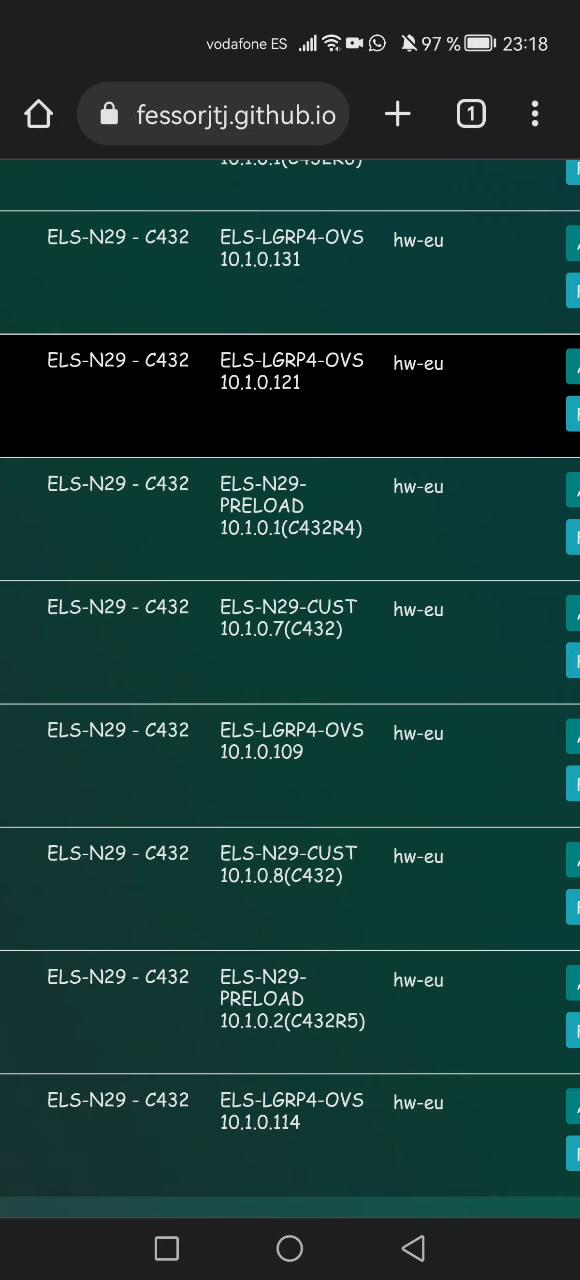 vodafone ES 97 % 23:18
fessorjtj.github.io 1
ELS-N29 - C432 ELS-LGRP4-OVS hw-eu
10.1.0.131
ELS-N29 - C432 ELS-LGRP4-OVS hw-eu
10.1.0.121
ELS-N29 - C432 ELS-N29- hw-eu
PRELOAD
10.1.0.1(C432R4)
ELS-N29 - C432 ELS-N29-CUST hw-eu
10.1.0.7(C432)
ELS-N29 - C432 ELS-LGRP4-OVS hw-eu
10.1.0.109
ELS-N29 - C432 ELS-N29-CUST hw-eu
10.1.0.8(C432)
ELS-N29 - C432 ELS-N29- hw-eu
PRELOAD
10.1.0.2(C432R5)
ELS-N29 - C432 ELS-LGRP4-OVS hw-eu
10.1.0.114